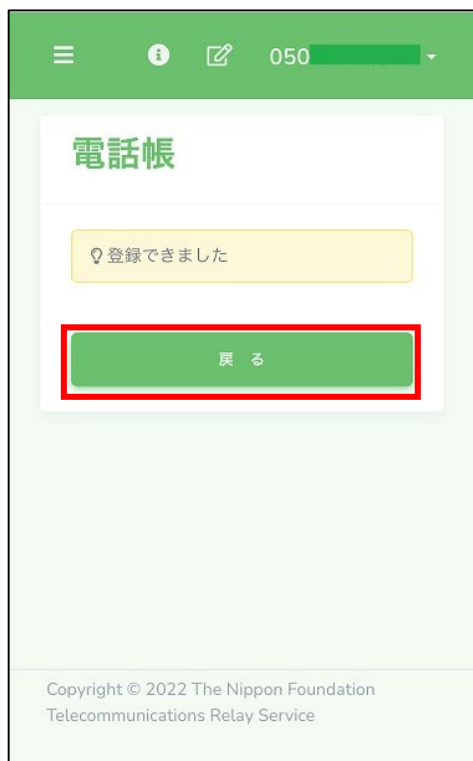 050
電話帳
登録できました
戻 る
Copyright © 2022 The Nippon Foundation
Telecommunications Relay Service